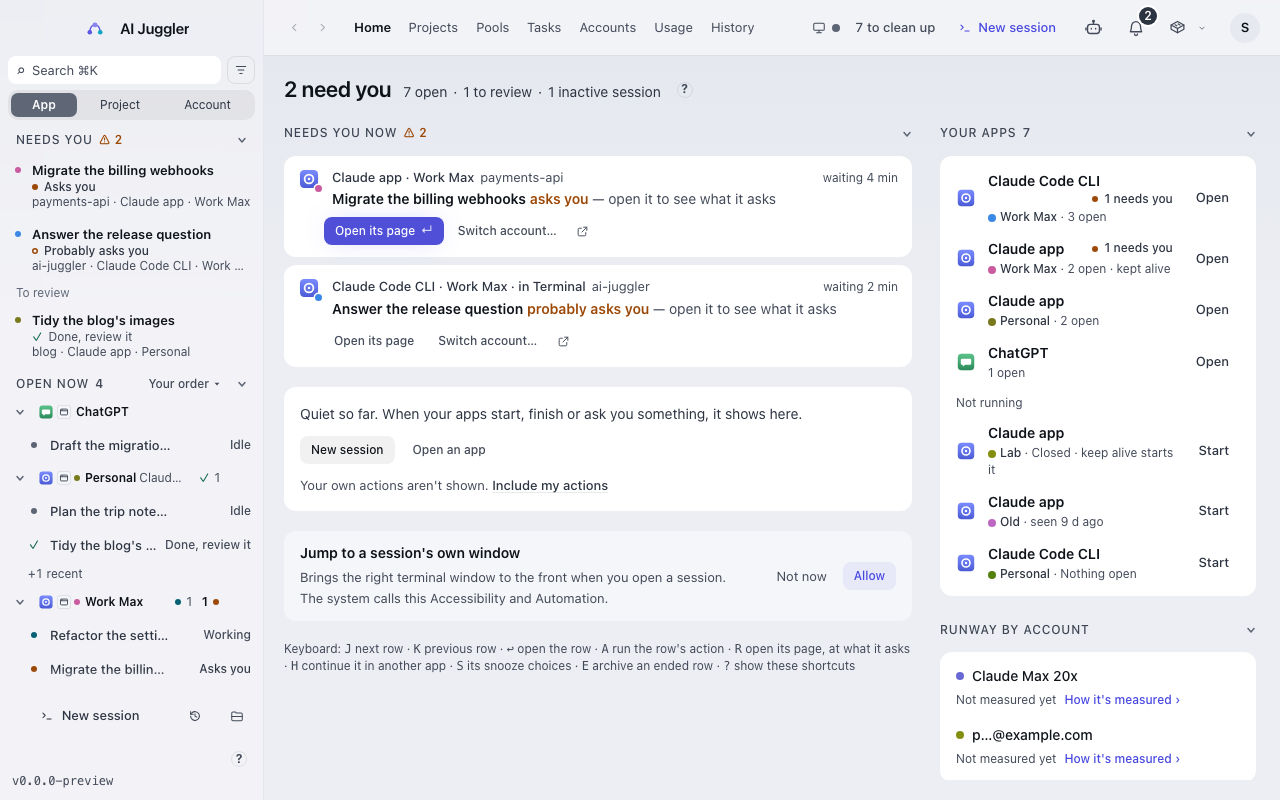 AI Juggler
Search ⌘K
App Project Account
NEEDS YOU 2
Migrate the billing webhooks
Asks you
payments-api · Claude app · Work Max
Answer the release question
Probably asks you
ai-juggler · Claude Code CLI · Work ...
To review
Tidy the blog's images
Done, review it
blog · Claude app · Personal
OPEN NOW 4 Your order
ChatGPT
Draft the migratio... Idle
Personal Claud... 1
Plan the trip note... Idle
Tidy the blog's ... Done, review it
+1 recent
Work Max 1 1
Refactor the setti... Working
Migrate the billin... Asks you
New session
?
v0.0.0-preview
Home Projects Pools Tasks Accounts Usage History 7 to clean up New session 2 S
2 need you 7 open · 1 to review · 1 inactive session ?
NEEDS YOU NOW 2
Claude app · Work Max payments-api waiting 4 min
Migrate the billing webhooks asks you — open it to see what it asks
Open its page ↵ Switch account...
Claude Code CLI · Work Max · in Terminal ai-juggler waiting 2 min
Answer the release question probably asks you — open it to see what it asks
Open its page Switch account...
Quiet so far. When your apps start, finish or ask you something, it shows here.
New session Open an app
Your own actions aren't shown. Include my actions
Jump to a session's own window
Brings the right terminal window to the front when you open a session.
The system calls this Accessibility and Automation.
Not now Allow
Keyboard: J next row · K previous row · ↩ open the row · A run the row's action · R open its page, at what it asks
· H continue it in another app · S its snooze choices · E archive an ended row · ? show these shortcuts
YOUR APPS 7
Claude Code CLI
1 needs you
Work Max · 3 open
Open
Claude app 1 needs you
Work Max · 2 open · kept alive
Open
Claude app
Personal · 2 open
Open
ChatGPT
1 open
Open
Not running
Claude app
Lab · Closed · keep alive starts
it
Start
Claude app
Old · seen 9 d ago
Start
Claude Code CLI
Personal · Nothing open
Start
RUNWAY BY ACCOUNT
Claude Max 20x
Not measured yet How it's measured ›
p...@example.com
Not measured yet How it's measured ›